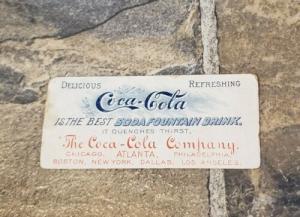 DELICIOUS REFRESHING
Coca-Cola
IS THE BEST SODA FOUNTAIN DRINK.
IT QUENCHES THIRST.
The Coca-Cola Company.
CHICAGO, ATLANTA, PHILADELPHIA,
BOSTON, NEW YORK, DALLAS, LOS ANGELES.